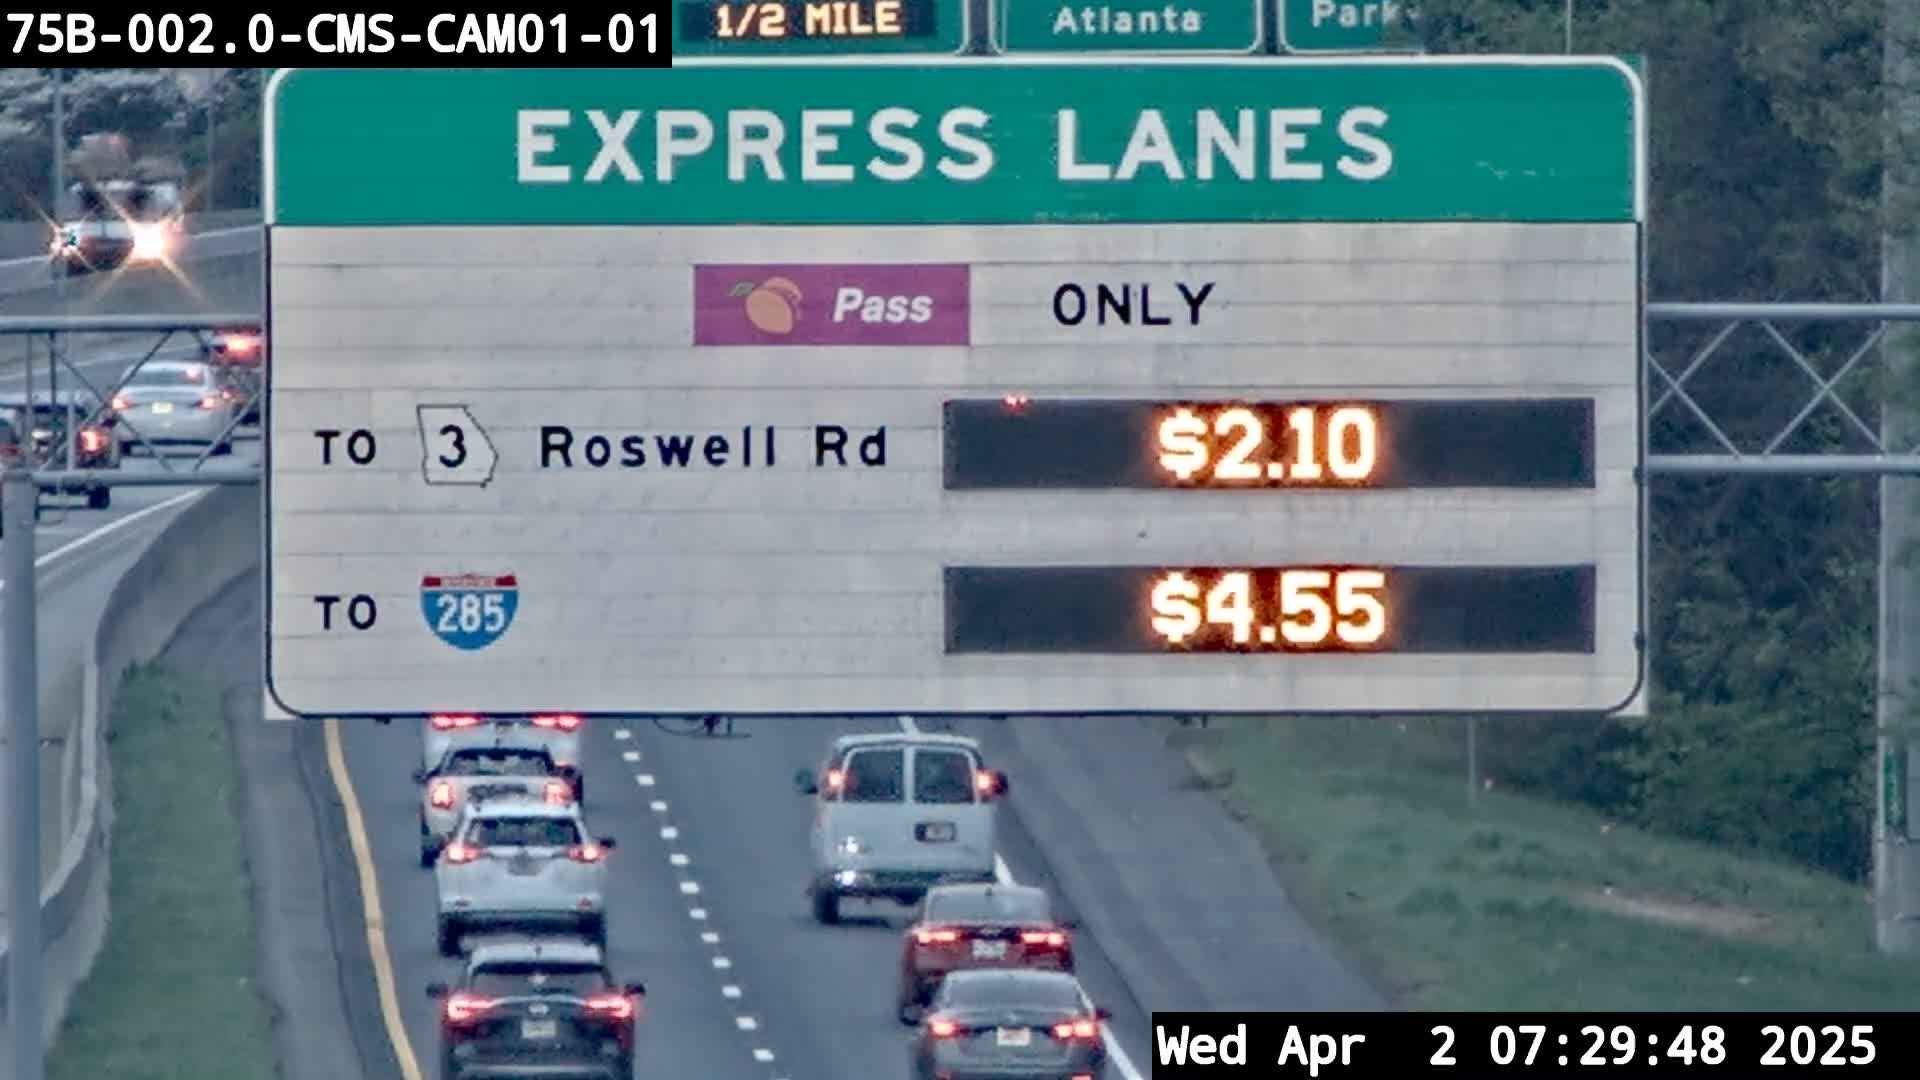 75B-002.0-CMS-CAM01-01
1/2 MILE
Atlanta
Park
EXPRESS LANES
Pass ONLY
TO 3 Roswell Rd $2.10
TO 285 $4.55
Wed Apr 2 07:29:48 2025